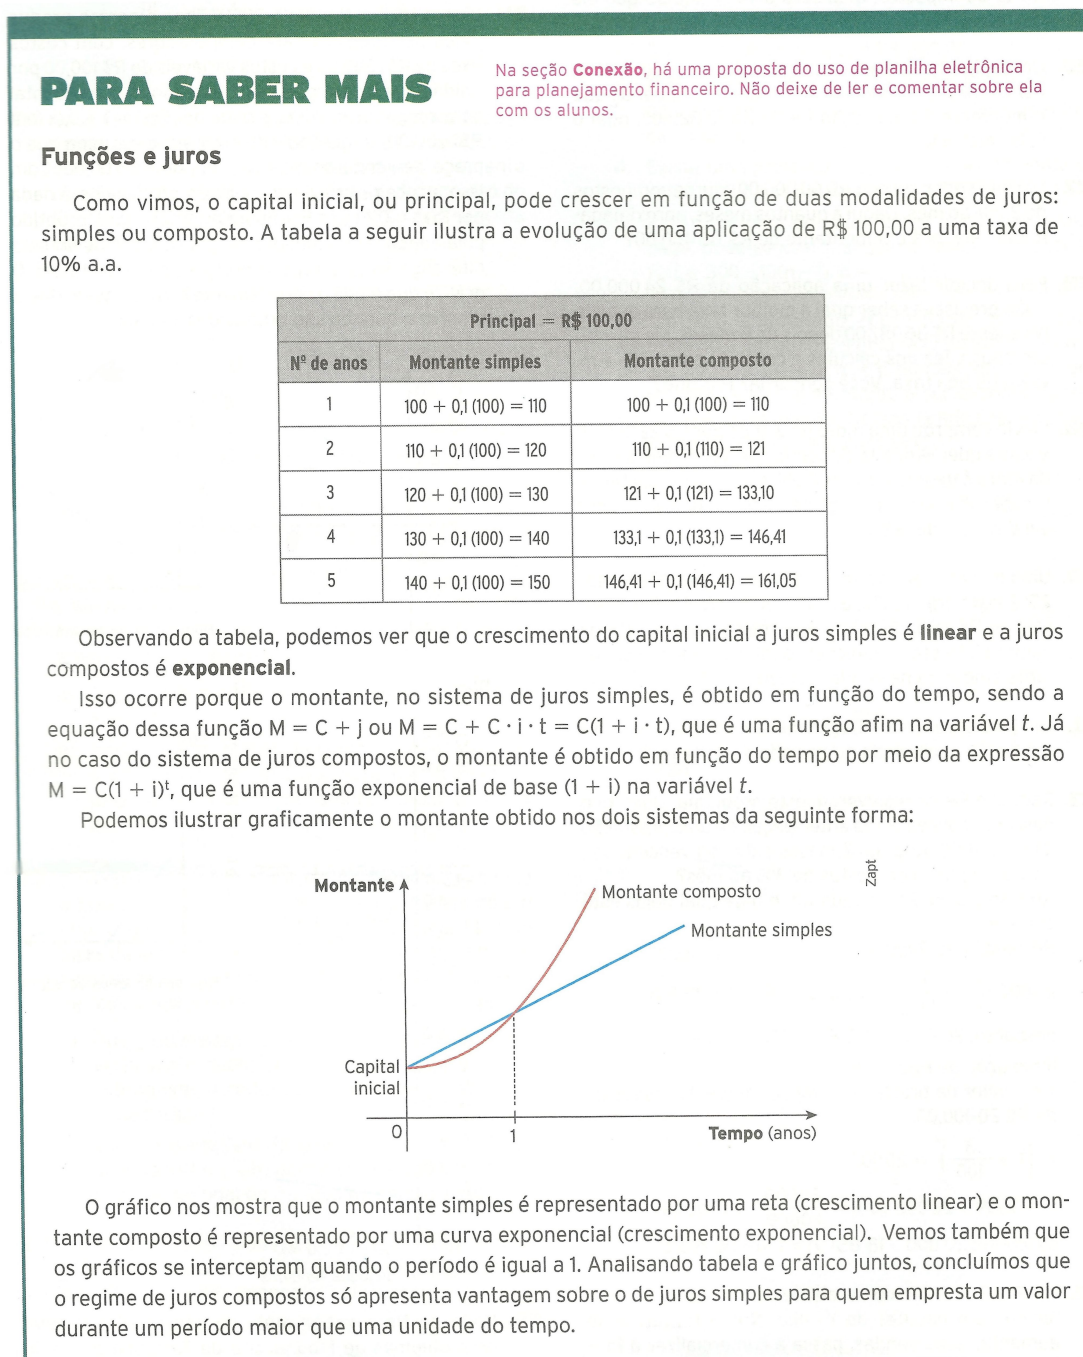 PARA SABER MAIS
Na seção Conexão, há uma proposta do uso de planilha eletrônica
para planejamento financeiro. Não deixe de ler e comentar sobre ela
com os alunos.
Funções e juros
Como vimos, o capital inicial, ou principal, pode crescer em função de duas modalidades de juros:
simples ou composto. A tabela a seguir ilustra a evolução de uma aplicação de R$ 100,00 a uma taxa de
10% a.a.
Principal = R$ 100,00
Nº de anos Montante simples Montante composto
1 100 + 0,1 (100) = 110 100 + 0,1 (100) = 110
2 110 + 0,1 (100) = 120 110 + 0,1 (110) = 121
3 120 + 0,1 (100) = 130 121 + 0,1 (121) = 133,10
4 130 + 0,1 (100) = 140 133,1 + 0,1 (133,1) = 146,41
5 140 + 0,1 (100) = 150 146,41 + 0,1 (146,41) = 161,05
Observando a tabela, podemos ver que o crescimento do capital inicial a juros simples é linear e a juros
compostos é exponencial.
Isso ocorre porque o montante, no sistema de juros simples, é obtido em função do tempo, sendo a
equação dessa função M = C + j ou M = C + C · i · t = C(1 + i · t), que é uma função afim na variável t. Já
no caso do sistema de juros compostos, o montante é obtido em função do tempo por meio da expressão
M = C(1 + i)ᵗ, que é uma função exponencial de base (1 + i) na variável t.
Podemos ilustrar graficamente o montante obtido nos dois sistemas da seguinte forma:
Zapt
Montante
Montante composto
Montante simples
Capital
inicial
0
1
Tempo (anos)
O gráfico nos mostra que o montante simples é representado por uma reta (crescimento linear) e o mon-
tante composto é representado por uma curva exponencial (crescimento exponencial). Vemos também que
os gráficos se interceptam quando o período é igual a 1. Analisando tabela e gráfico juntos, concluímos que
o regime de juros compostos só apresenta vantagem sobre o de juros simples para quem empresta um valor
durante um período maior que uma unidade do tempo.